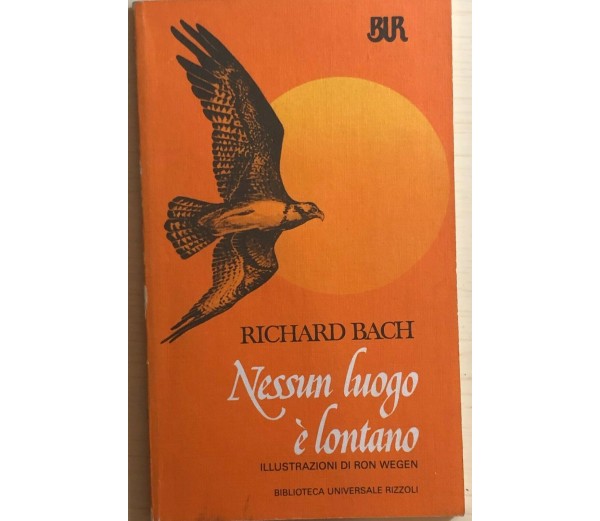 BUR
RICHARD BACH
Nessun luogo
è lontano
ILLUSTRAZIONI DI RON WEGEN
BIBLIOTECA UNIVERSALE RIZZOLI